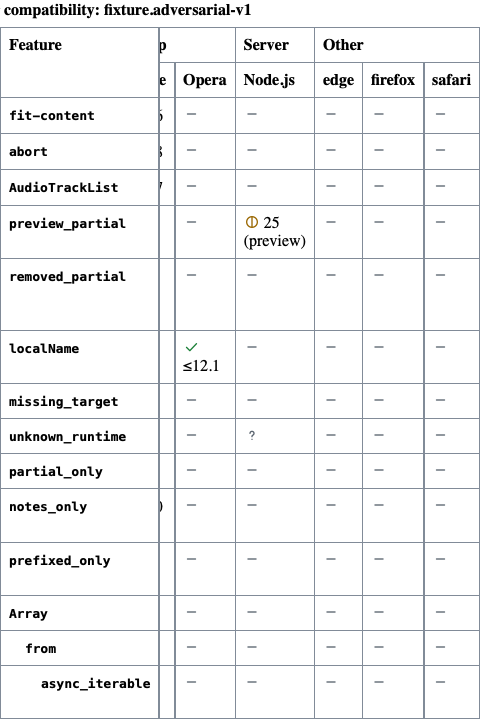 compatibility: fixture.adversarial-v1
Feature Server Other
Opera Node.js edge firefox safari
fit-content — — — — —
abort — — — — —
AudioTrackList — — — — —
preview_partial — 25 — — —
(preview)
removed_partial — — — — —
localName ✓ — — — —
≤12.1
missing_target — — — — —
unknown_runtime — ? — — —
partial_only — — — — —
notes_only — — — — —
prefixed_only — — — — —
Array — — — — —
from — — — — —
async_iterable — — — — —